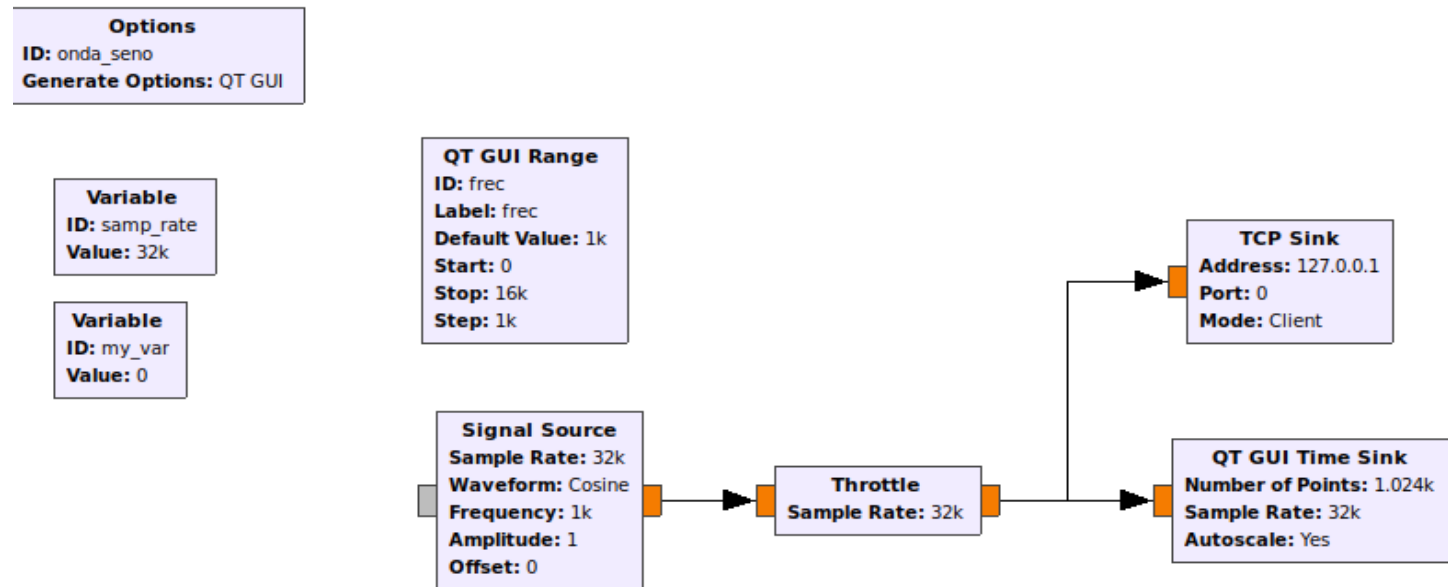 Options
ID: onda_seno
Generate Options: QT GUI
Variable
ID: samp_rate
Value: 32k
Variable
ID: my_var
Value: 0
QT GUI Range
ID: frec
Label: frec
Default Value: 1k
Start: 0
Stop: 16k
Step: 1k
Signal Source
Sample Rate: 32k
Waveform: Cosine
Frequency: 1k
Amplitude: 1
Offset: 0
Throttle
Sample Rate: 32k
TCP Sink
Address: 127.0.0.1
Port: 0
Mode: Client
QT GUI Time Sink
Number of Points: 1.024k
Sample Rate: 32k
Autoscale: Yes